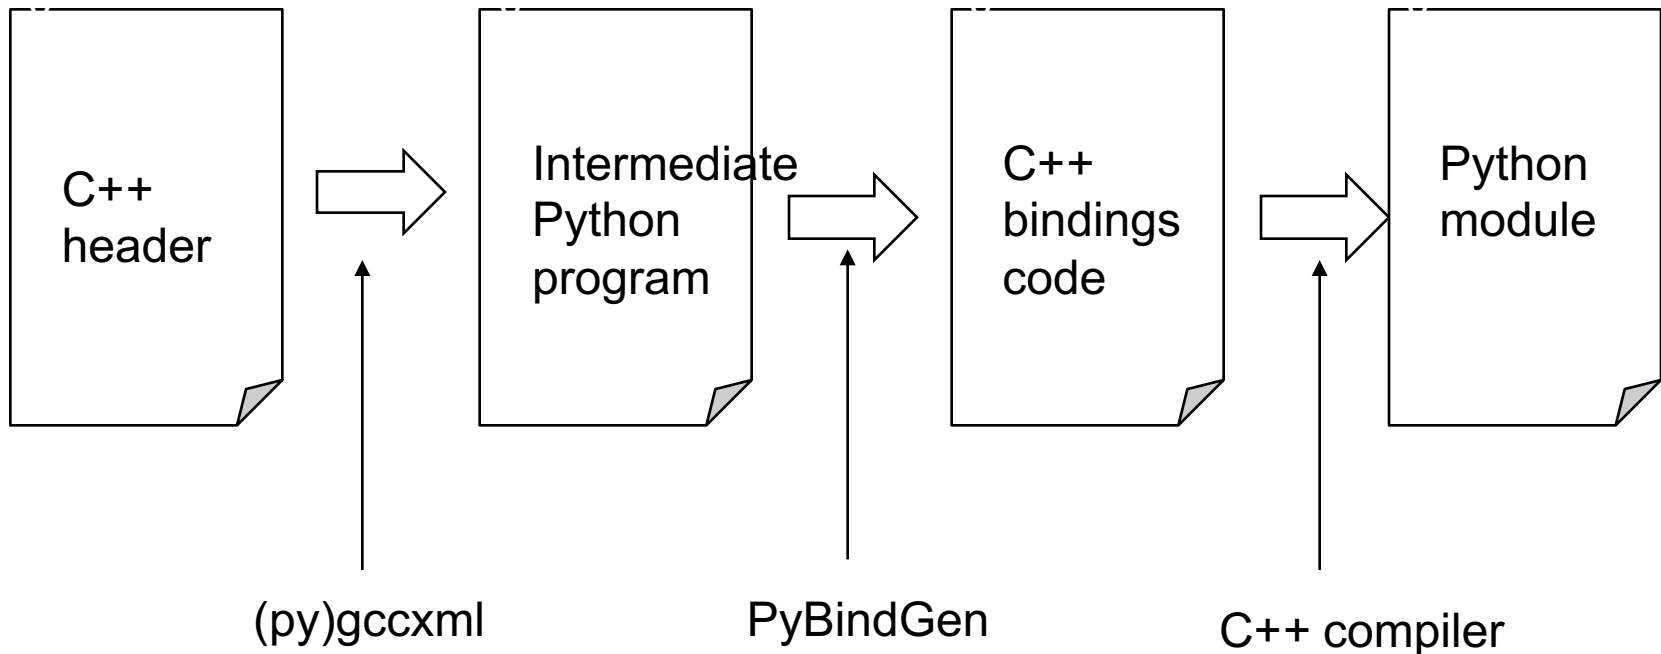 C++
header
Intermediate
Python
program
C++
bindings
code
Python
module
(py)gccxml
PyBindGen
C++ compiler